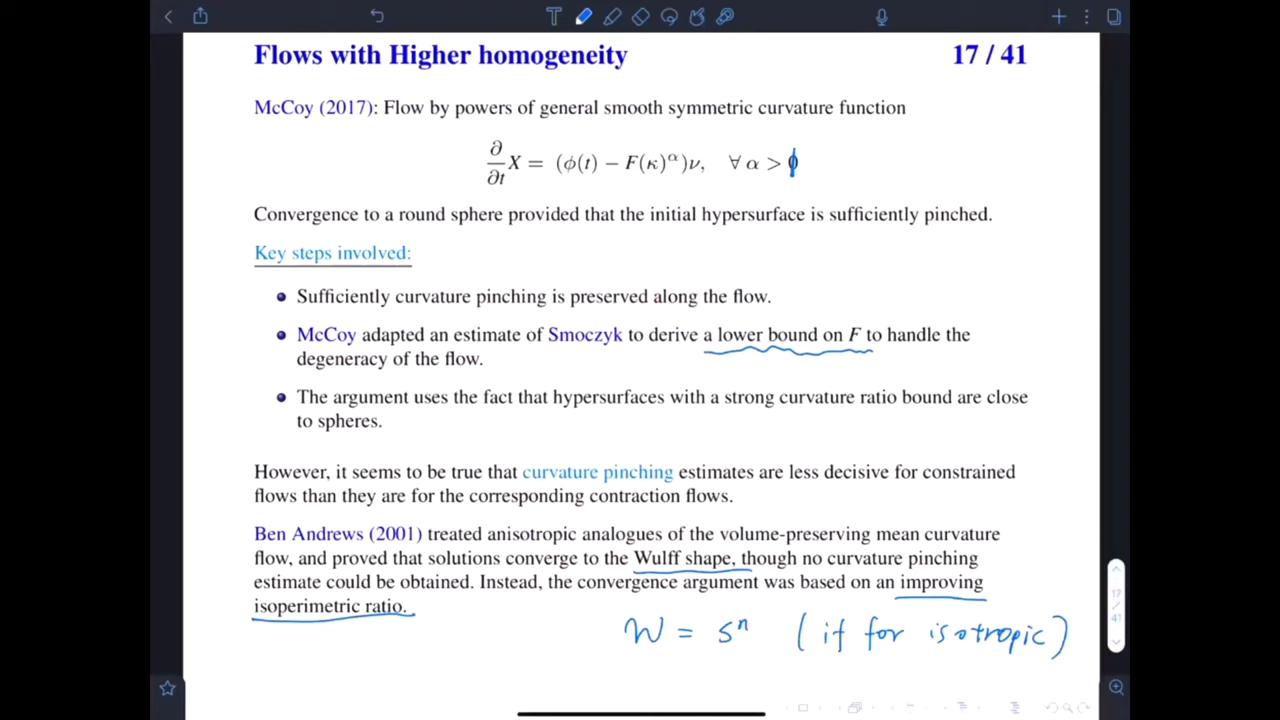 Flows with Higher homogeneity 17 / 41
McCoy (2017): Flow by powers of general smooth symmetric curvature function
∂/∂t X = (ϕ(t) − F(κ)^α)ν, ∀ α >
Convergence to a round sphere provided that the initial hypersurface is sufficiently pinched.
Key steps involved:
Sufficiently curvature pinching is preserved along the flow.
McCoy adapted an estimate of Smoczyk to derive a lower bound on F to handle the
degeneracy of the flow.
The argument uses the fact that hypersurfaces with a strong curvature ratio bound are close
to spheres.
However, it seems to be true that curvature pinching estimates are less decisive for constrained
flows than they are for the corresponding contraction flows.
Ben Andrews (2001) treated anisotropic analogues of the volume-preserving mean curvature
flow, and proved that solutions converge to the Wulff shape, though no curvature pinching
estimate could be obtained. Instead, the convergence argument was based on an improving
isoperimetric ratio.
W = S^n (if for isotropic)
17
/
41